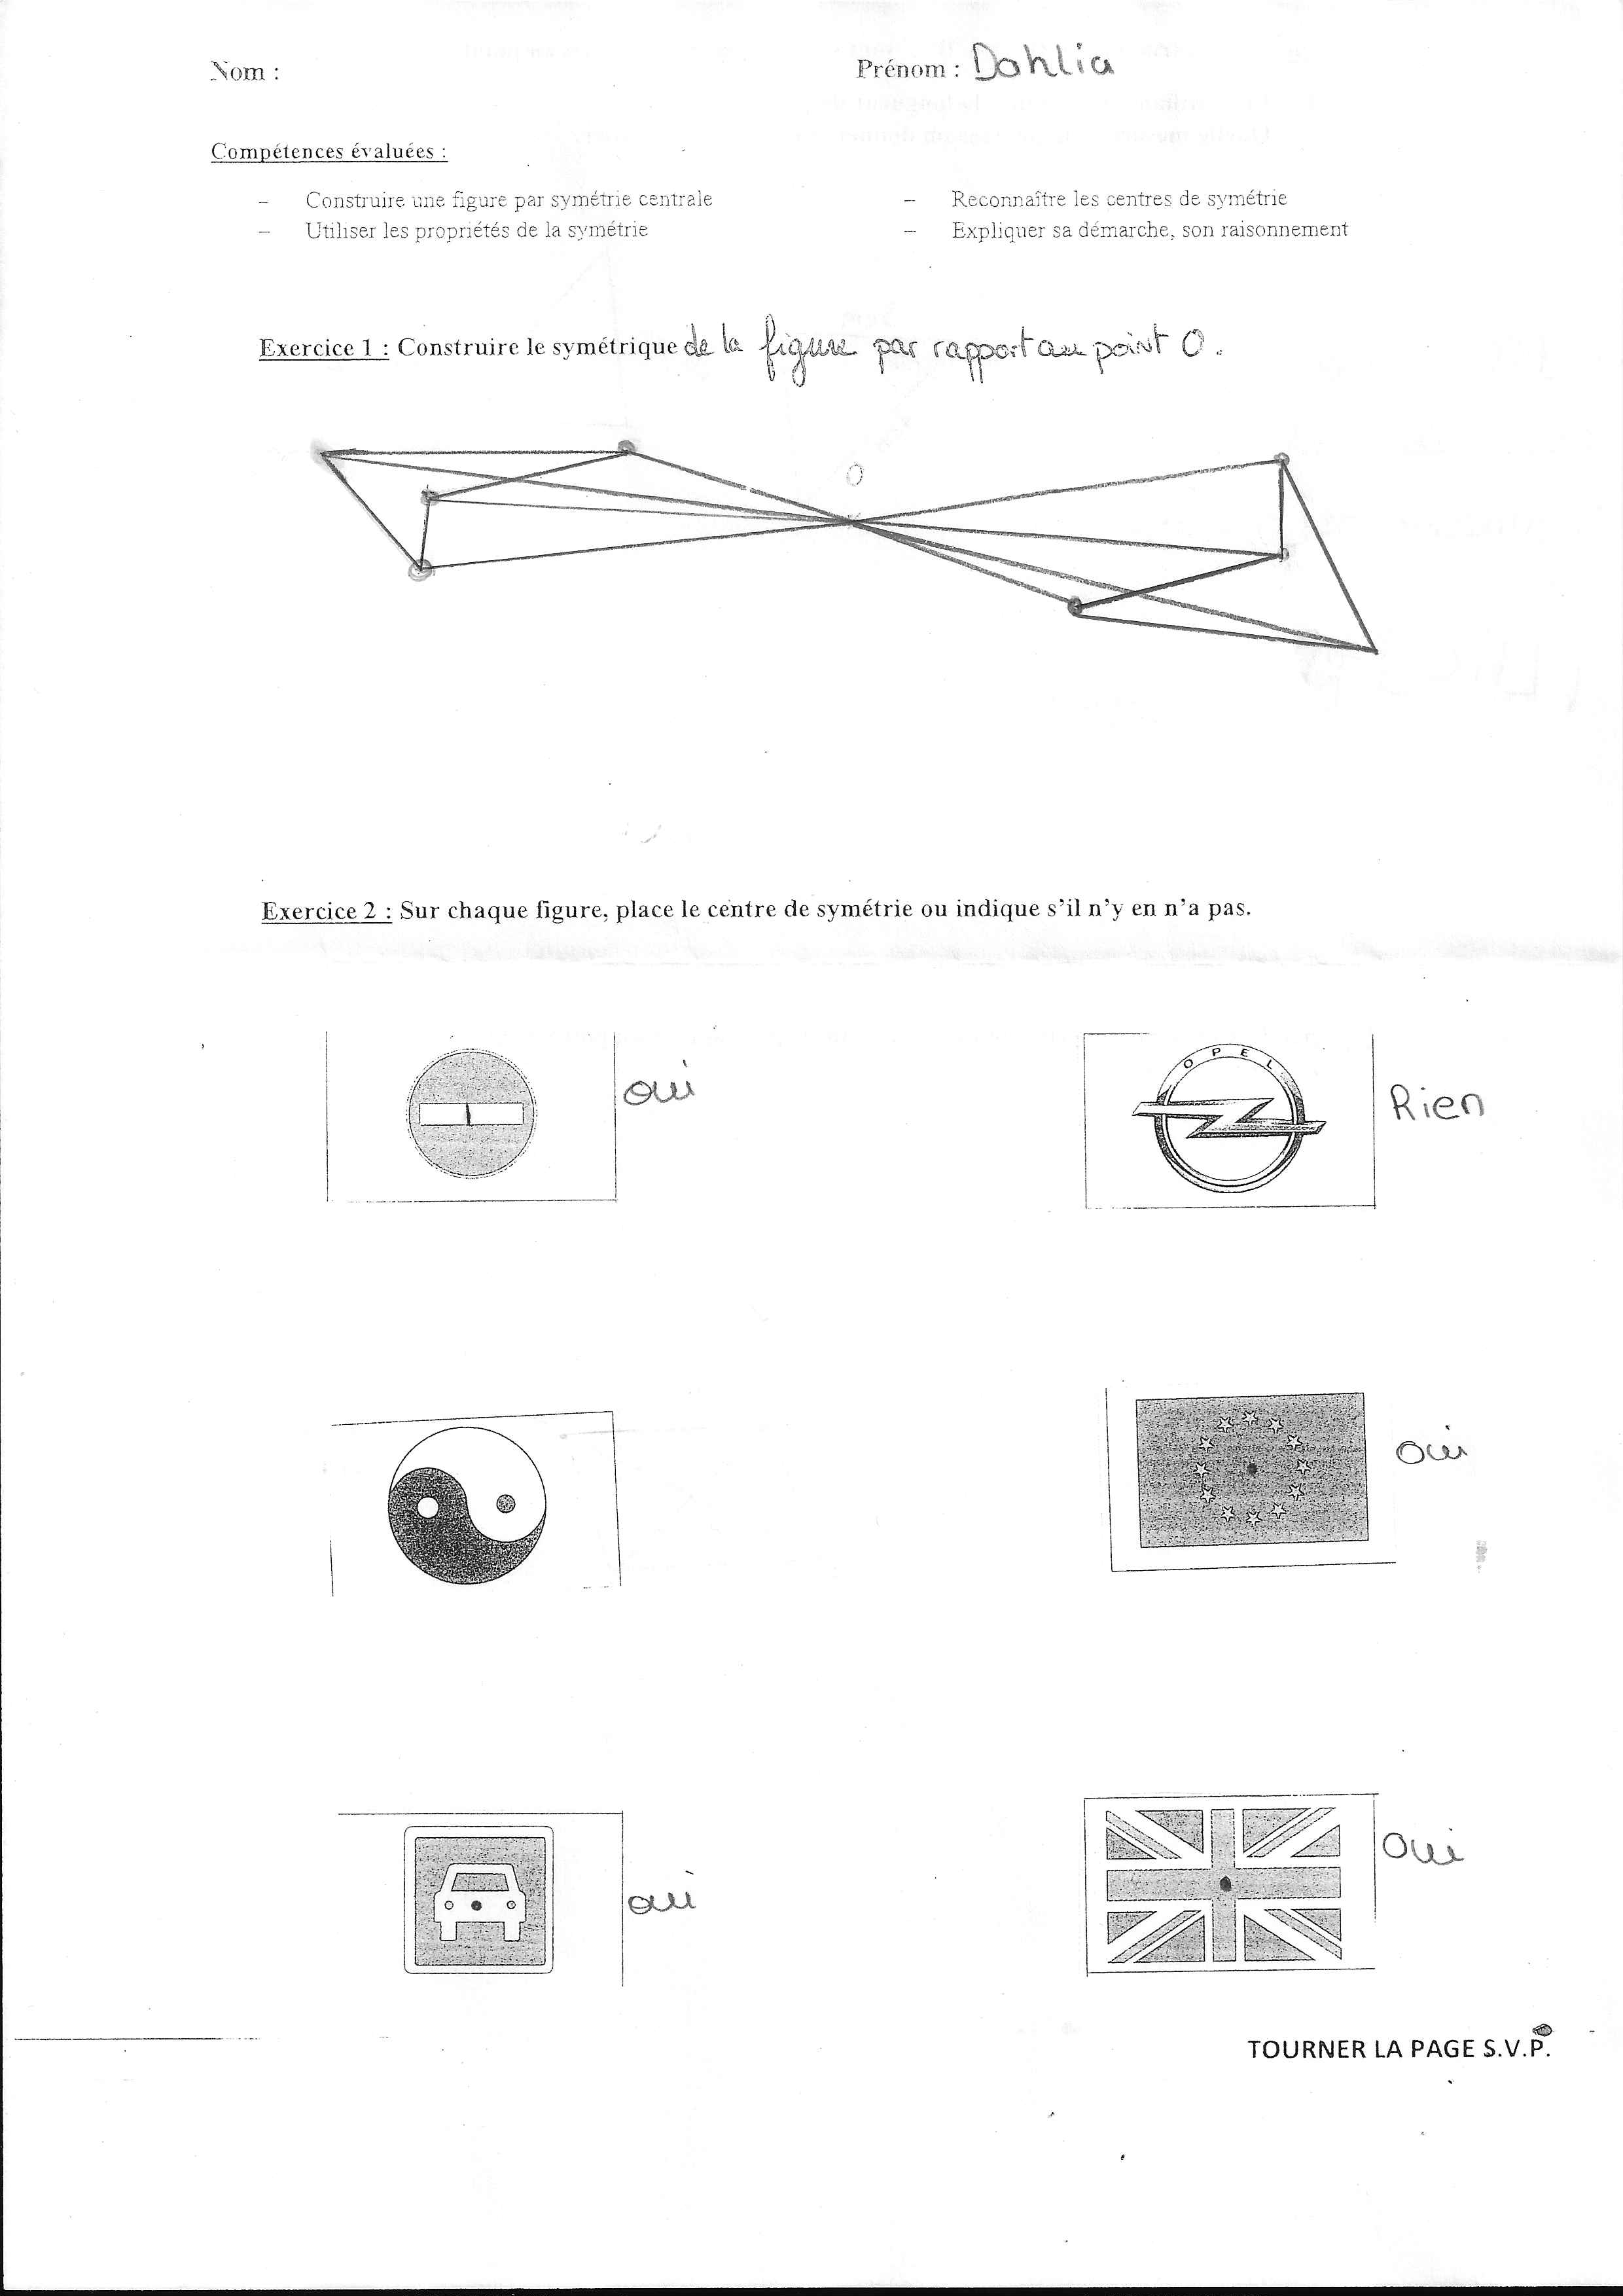 Nom :
Prénom : Dahlia
Compétences évaluées :
– Construire une figure par symétrie centrale
– Utiliser les propriétés de la symétrie
– Reconnaître les centres de symétrie
– Expliquer sa démarche, son raisonnement
Exercice 1 : Construire le symétrique de la figure par rapport au point O.
O
Exercice 2 : Sur chaque figure, place le centre de symétrie ou indique s'il n'y en n'a pas.
oui
OPEL
Rien
oui
oui
oui
TOURNER LA PAGE S.V.P.